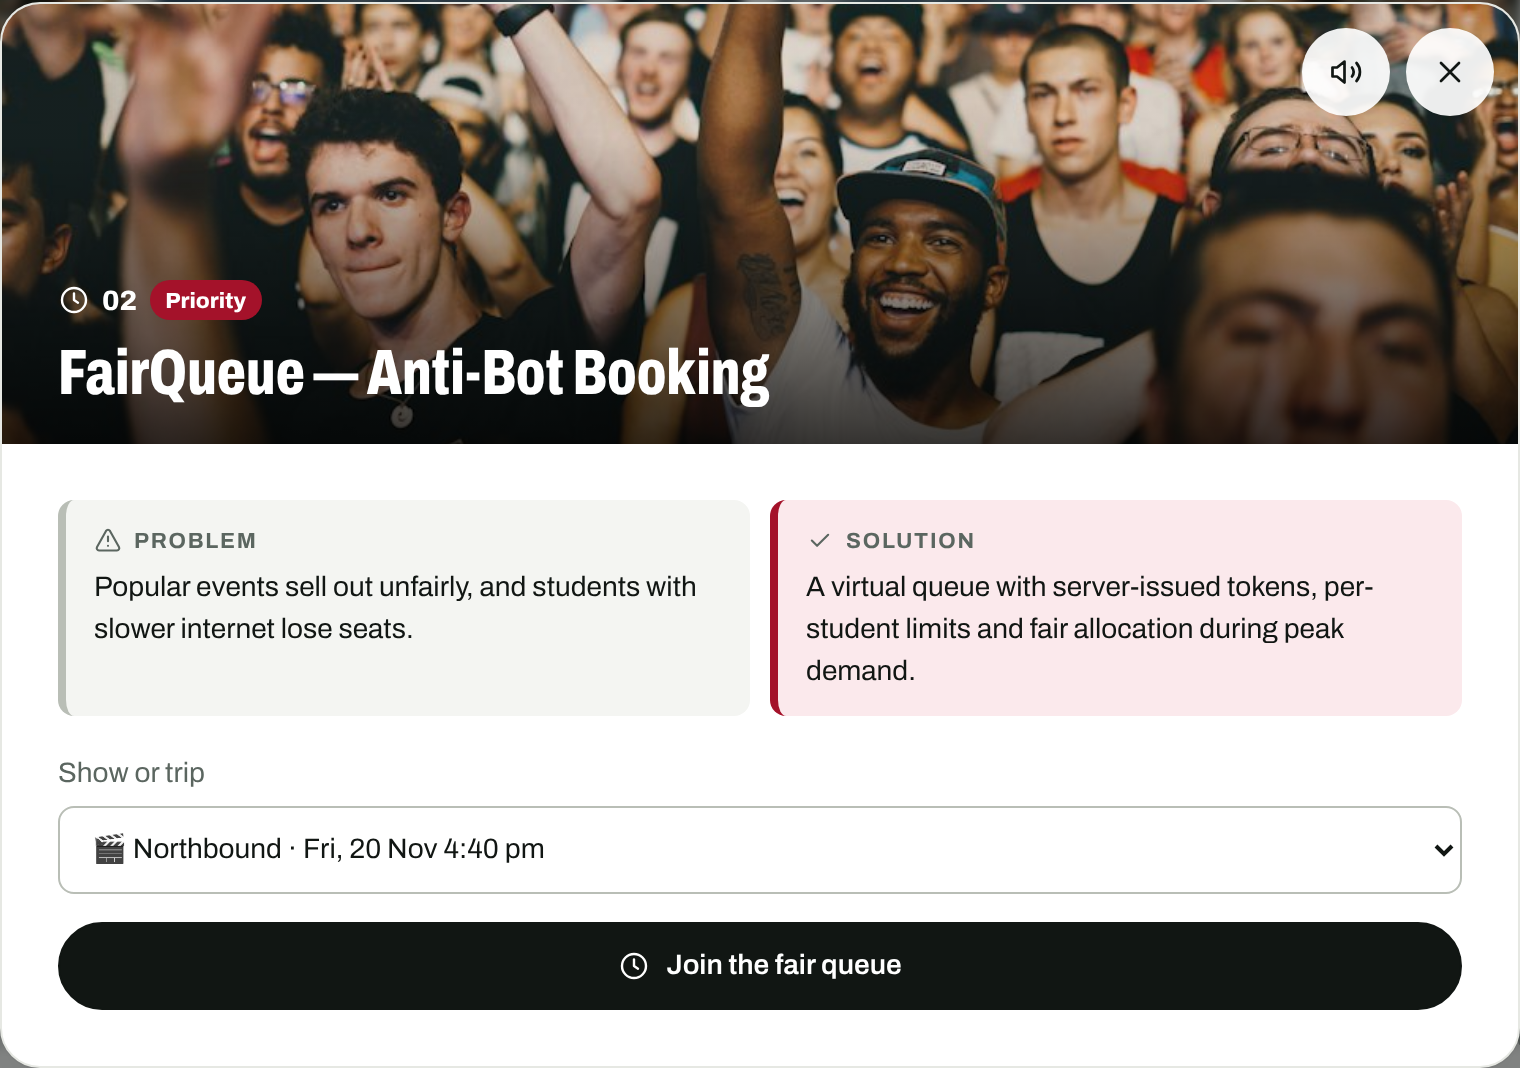 02 Priority
FairQueue — Anti-Bot Booking
PROBLEM
Popular events sell out unfairly, and students with
slower internet lose seats.
SOLUTION
A virtual queue with server-issued tokens, per-
student limits and fair allocation during peak
demand.
Show or trip
🎬 Northbound · Fri, 20 Nov 4:40 pm
Join the fair queue